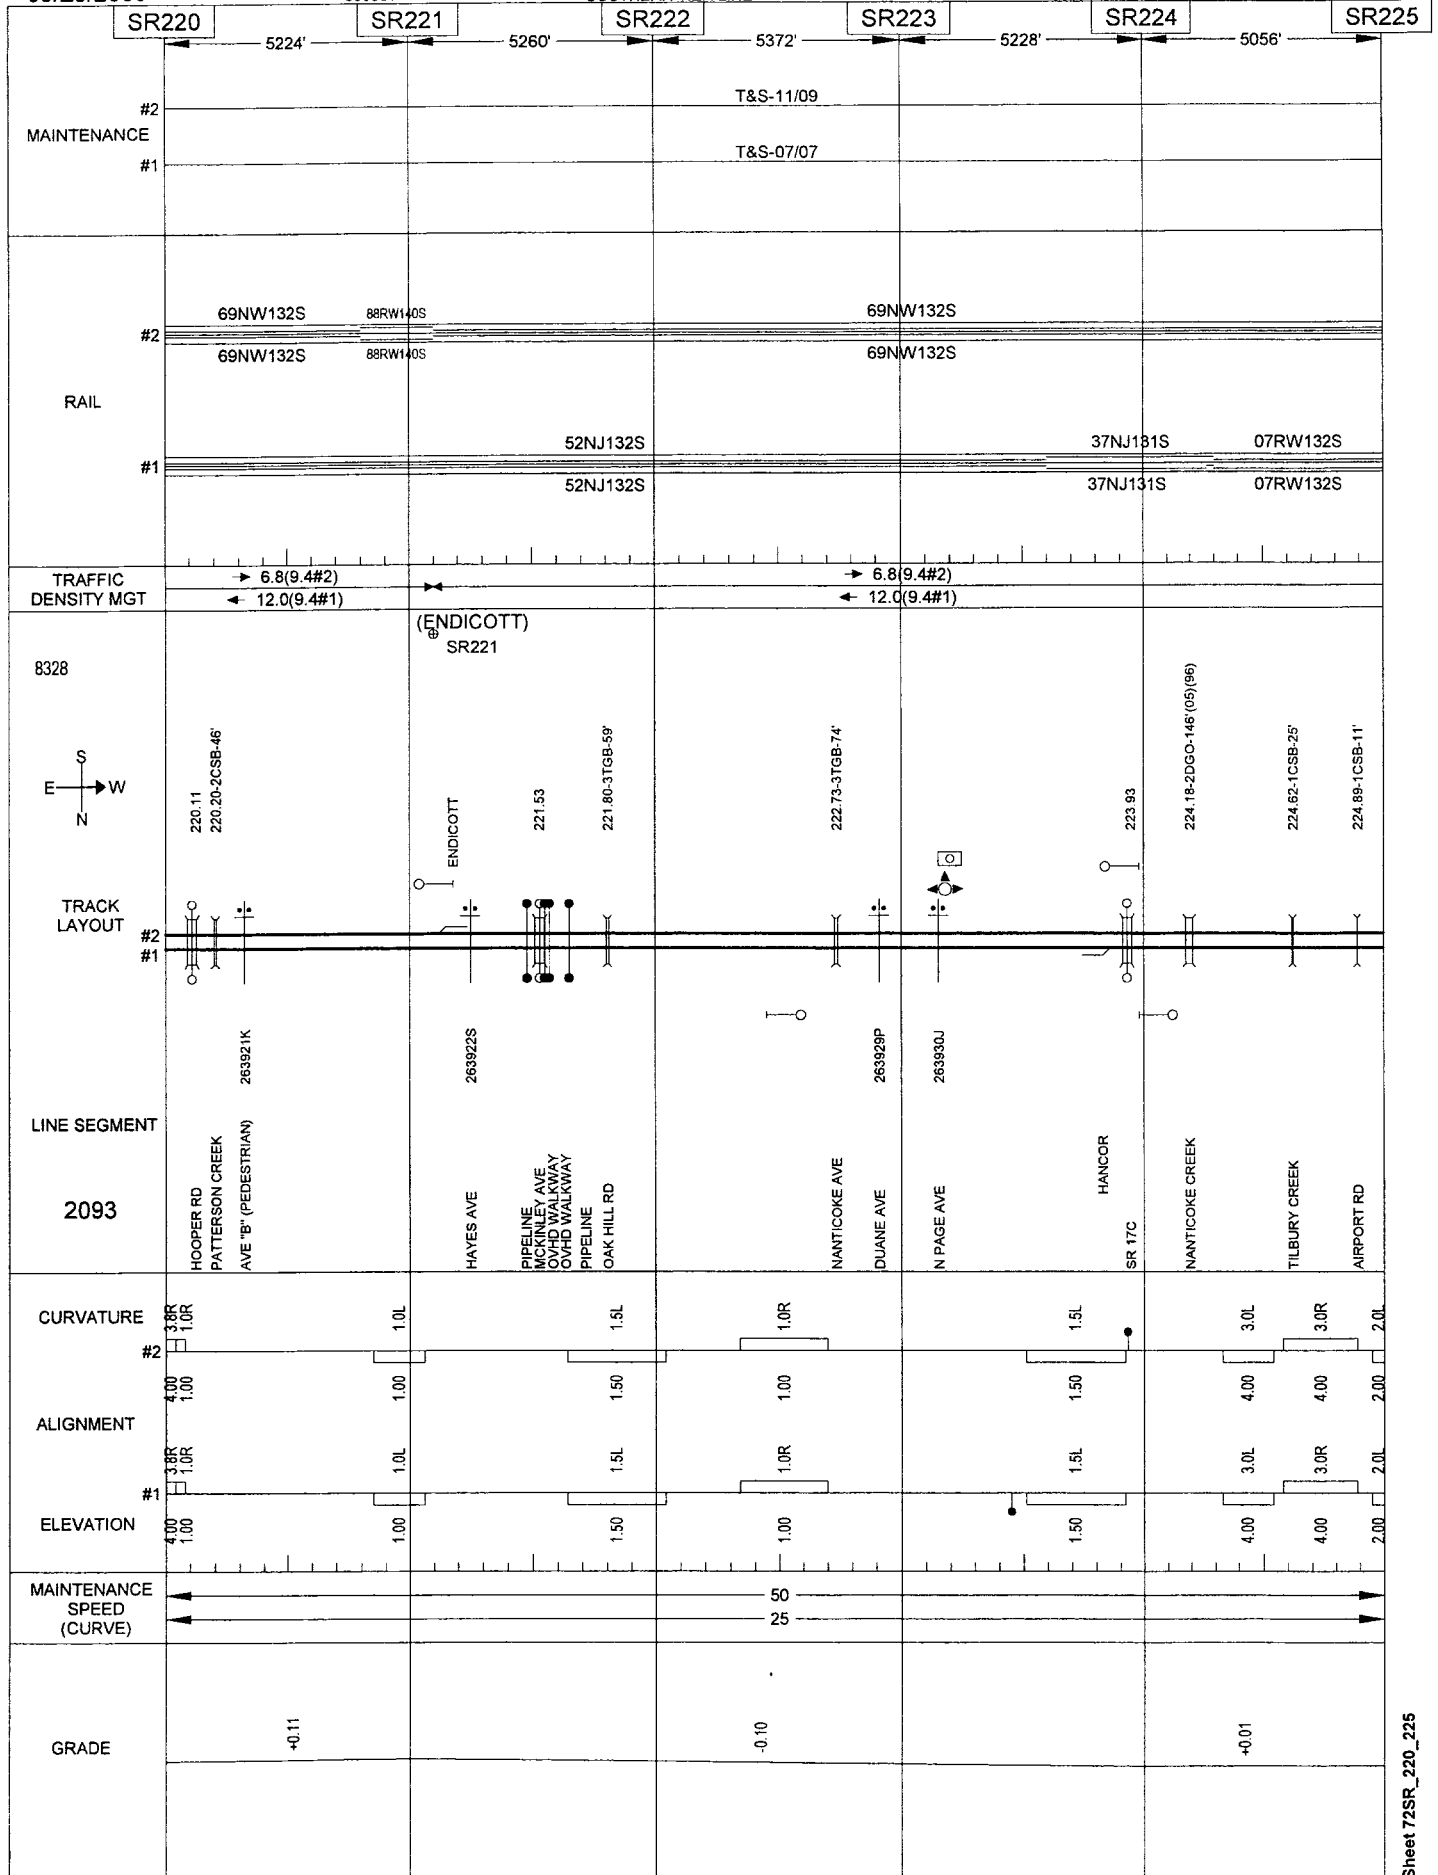 SR220 SR221 SR222 SR223 SR224 SR225
5224' 5260' 5372' 5228' 5056'
#2 T&S-11/09
MAINTENANCE
#1 T&S-07/07
69NW132S 88RW140S 69NW132S
#2
69NW132S 88RW140S 69NW132S
RAIL
52NJ132S 37NJ131S 07RW132S
#1
52NJ132S 37NJ131S 07RW132S
TRAFFIC DENSITY MGT
6.8(9.4#2) 6.8(9.4#2)
12.0(9.4#1) 12.0(9.4#1)
(ENDICOTT)
SR221
8328
S
E W
N
220.11
220.20-2CSB-46'
ENDICOTT
221.53
221.80-3TGB-59'
222.73-3TGB-74'
223.93
224.18-2DGO-146'(05)(96)
224.62-1CSB-25'
224.89-1CSB-11'
TRACK
LAYOUT
#2
#1
263921K
263922S
263929P
263930J
LINE SEGMENT
2093
HOOPER RD
PATTERSON CREEK
AVE "B" (PEDESTRIAN)
HAYES AVE
PIPELINE
MCKINLEY AVE
OVHD WALKWAY
OVHD WALKWAY
PIPELINE
OAK HILL RD
NANTICOKE AVE
DUANE AVE
N PAGE AVE
HANCOR
SR 17C
NANTICOKE CREEK
TILBURY CREEK
AIRPORT RD
CURVATURE
3.8R 1.0R 1.0L 1.5L 1.0R 1.5L 3.0L 3.0R 2.0L
#2
4.00 1.00 1.00 1.50 1.00 1.50 4.00 4.00 2.00
ALIGNMENT
3.8R 1.0R 1.0L 1.5L 1.0R 1.5L 3.0L 3.0R 2.0L
#1
ELEVATION
4.00 1.00 1.00 1.50 1.00 1.50 4.00 4.00 2.00
MAINTENANCE
SPEED
(CURVE)
50
25
GRADE
+0.11 -0.10 +0.01
Sheet 72SR_220_225